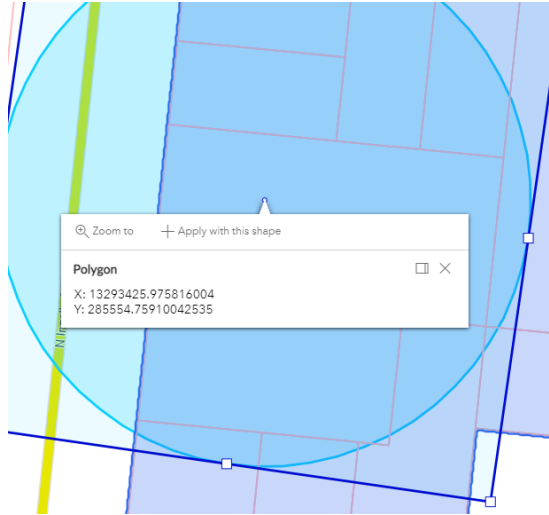 Zoom to
Apply with this shape
Polygon
X: 13293425.975816004
Y: 285554.75910042535